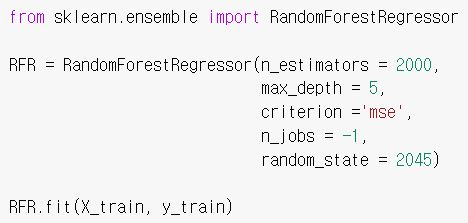 from sklearn.ensemble import RandomForestRegressor
RFR = RandomForestRegressor(n_estimators = 2000,
max_depth = 5,
criterion ='mse',
n_jobs = -1,
random_state = 2045)
RFR.fit(X_train, y_train)